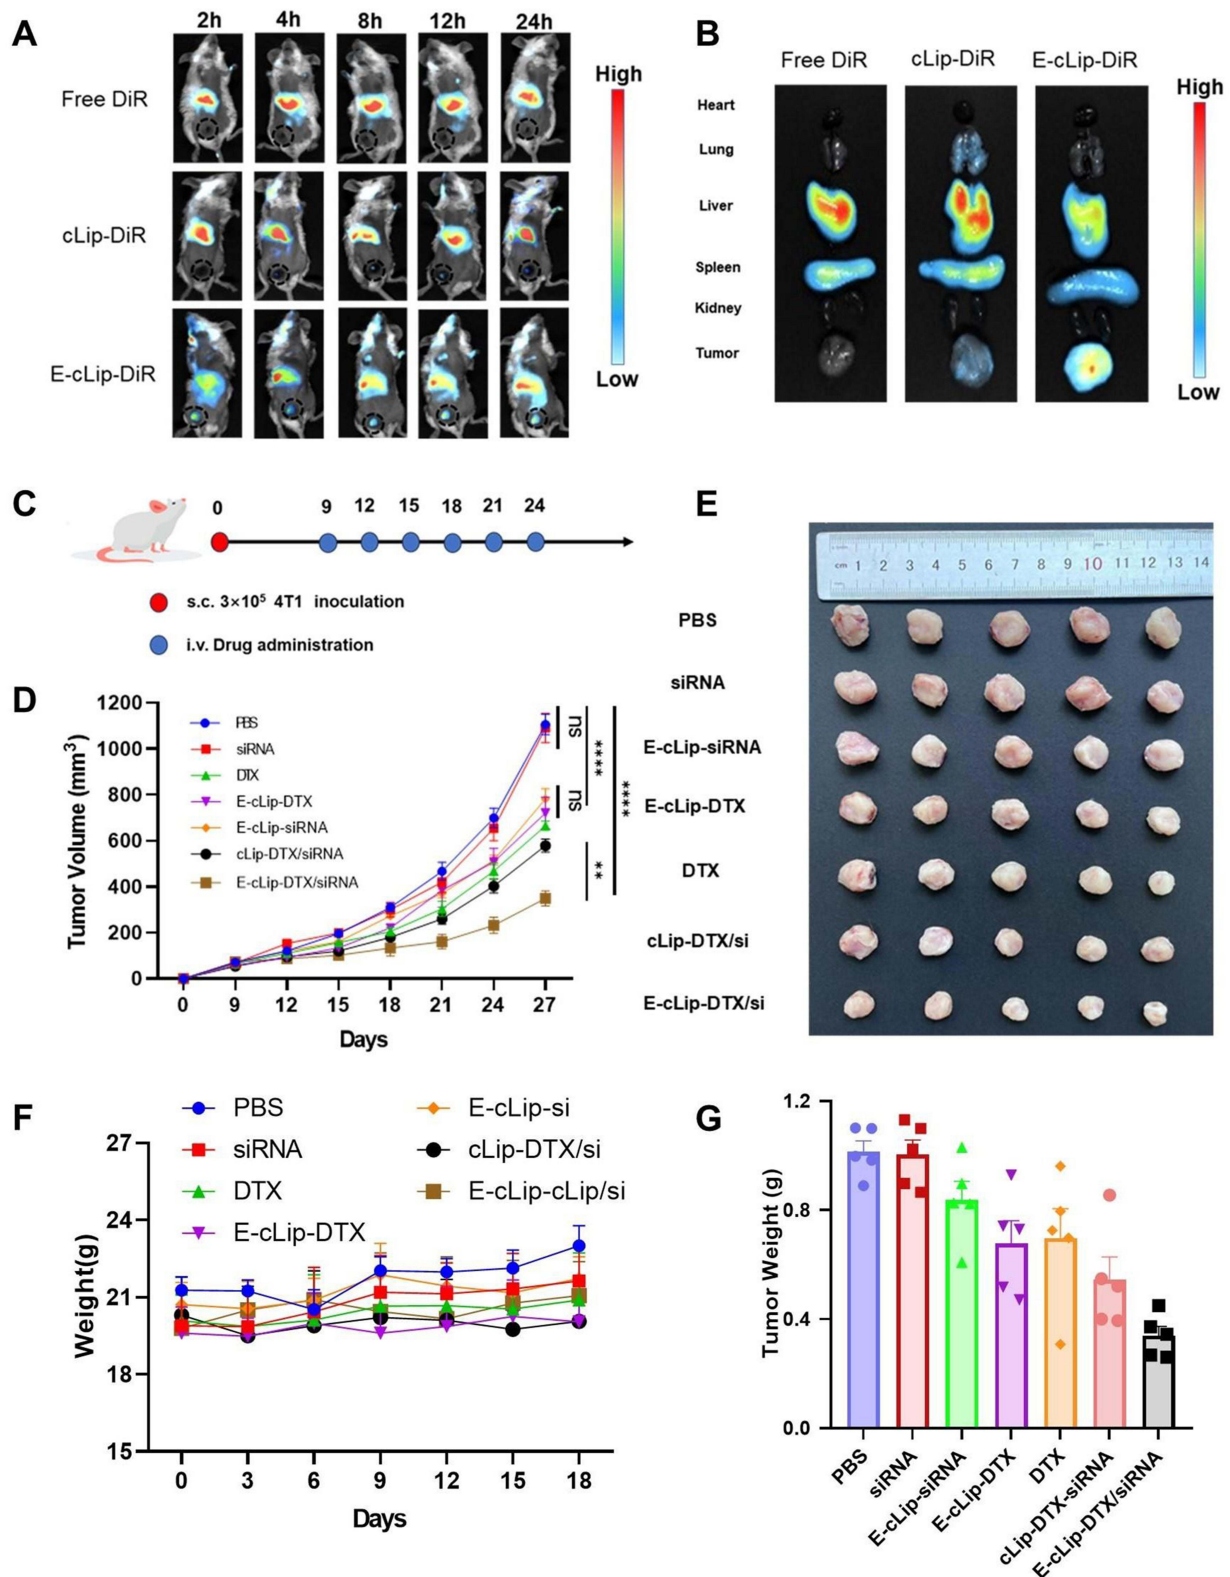 A
2h 4h 8h 12h 24h
Free DiR
cLip-DiR
E-cLip-DiR
High
Low
B
Free DiR cLip-DiR E-cLip-DiR
Heart
Lung
Liver
Spleen
Kidney
Tumor
High
Low
C
0 9 12 15 18 21 24
s.c. 3×10⁵ 4T1 inoculation
i.v. Drug administration
D
Tumor Volume (mm³)
1200
1000
800
600
400
200
0
PBS
siRNA
DTX
E-cLip-DTX
E-cLip-siRNA
cLip-DTX/siRNA
E-cLip-DTX/siRNA
ns
****
ns
****
**
0 9 12 15 18 21 24 27
Days
E
cm 1 2 3 4 5 6 7 8 9 10 11 12 13 14
PBS
siRNA
E-cLip-siRNA
E-cLip-DTX
DTX
cLip-DTX/si
E-cLip-DTX/si
F
PBS
siRNA
DTX
E-cLip-DTX
E-cLip-si
cLip-DTX/si
E-cLip-cLip/si
Weight(g)
27
24
21
18
15
0 3 6 9 12 15 18
Days
G
Tumor Weight (g)
1.2
0.8
0.4
0.0
PBS
siRNA
E-cLip-siRNA
E-cLip-DTX
DTX
cLip-DTX-siRNA
E-cLip-DTX/siRNA